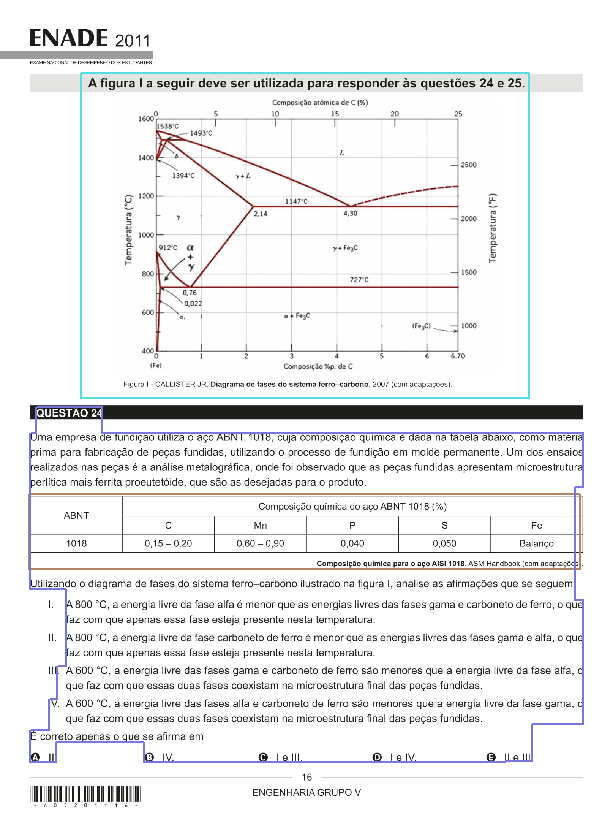 ENADE 2011
EXAME NACIONAL DE DESEMPENHO DOS ESTUDANTES
A figura I a seguir deve ser utilizada para responder às questões 24 e 25.
Composição atômica de C (%)
0 5 10 15 20 25
1600
1538°C
1493°C
L
1400
1394°C
γ + L
2500
1200
1147°C
2,14
4,30
2000
γ
1000
912°C
α + γ
γ + Fe3C
800
727°C
1500
0,76
0,022
600
α + Fe3C
(Fe3C)
1000
400
Temperatura (°C)
Temperatura (°F)
0 1 2 3 4 5 6 6,70
(Fe)
Composição %p. de C
Figura I - CALLISTER JR. Diagrama de fases do sistema ferro–carbono, 2007 (com adaptações).
QUESTÃO 24
Uma empresa de fundição utiliza o aço ABNT 1018, cuja composição química é dada na tabela abaixo, como matéria
prima para fabricação de peças fundidas, utilizando o processo de fundição em molde permanente. Um dos ensaios
realizados nas peças é a análise metalográfica, onde foi observado que as peças fundidas apresentam microestrutura
perlítica mais ferrita proeutetóide, que são as desejadas para o produto.
ABNT
Composição química do aço ABNT 1018 (%)
C Mn P S Fe
1018 0,15 – 0,20 0,60 – 0,90 0,040 0,050 Balanço
Composição química para o aço AISI 1018. ASM Handbook (com adaptações).
Utilizando o diagrama de fases do sistema ferro–carbono ilustrado na figura I, analise as afirmações que se seguem.
I. A 800 °C, a energia livre da fase alfa é menor que as energias livres das fases gama e carboneto de ferro, o que
faz com que apenas essa fase esteja presente nesta temperatura.
II. A 800 °C, a energia livre da fase carboneto de ferro é menor que as energias livres das fases gama e alfa, o que
faz com que apenas essa fase esteja presente nesta temperatura.
III. A 600 °C, a energia livre das fases gama e carboneto de ferro são menores que a energia livre da fase alfa, o
que faz com que essas duas fases coexistam na microestrutura final das peças fundidas.
IV. A 600 °C, a energia livre das fases alfa e carboneto de ferro são menores que a energia livre da fase gama, o
que faz com que essas duas fases coexistam na microestrutura final das peças fundidas.
É correto apenas o que se afirma em
A II. B IV. C I e III. D I e IV. E II e III.
16
ENGENHARIA GRUPO V